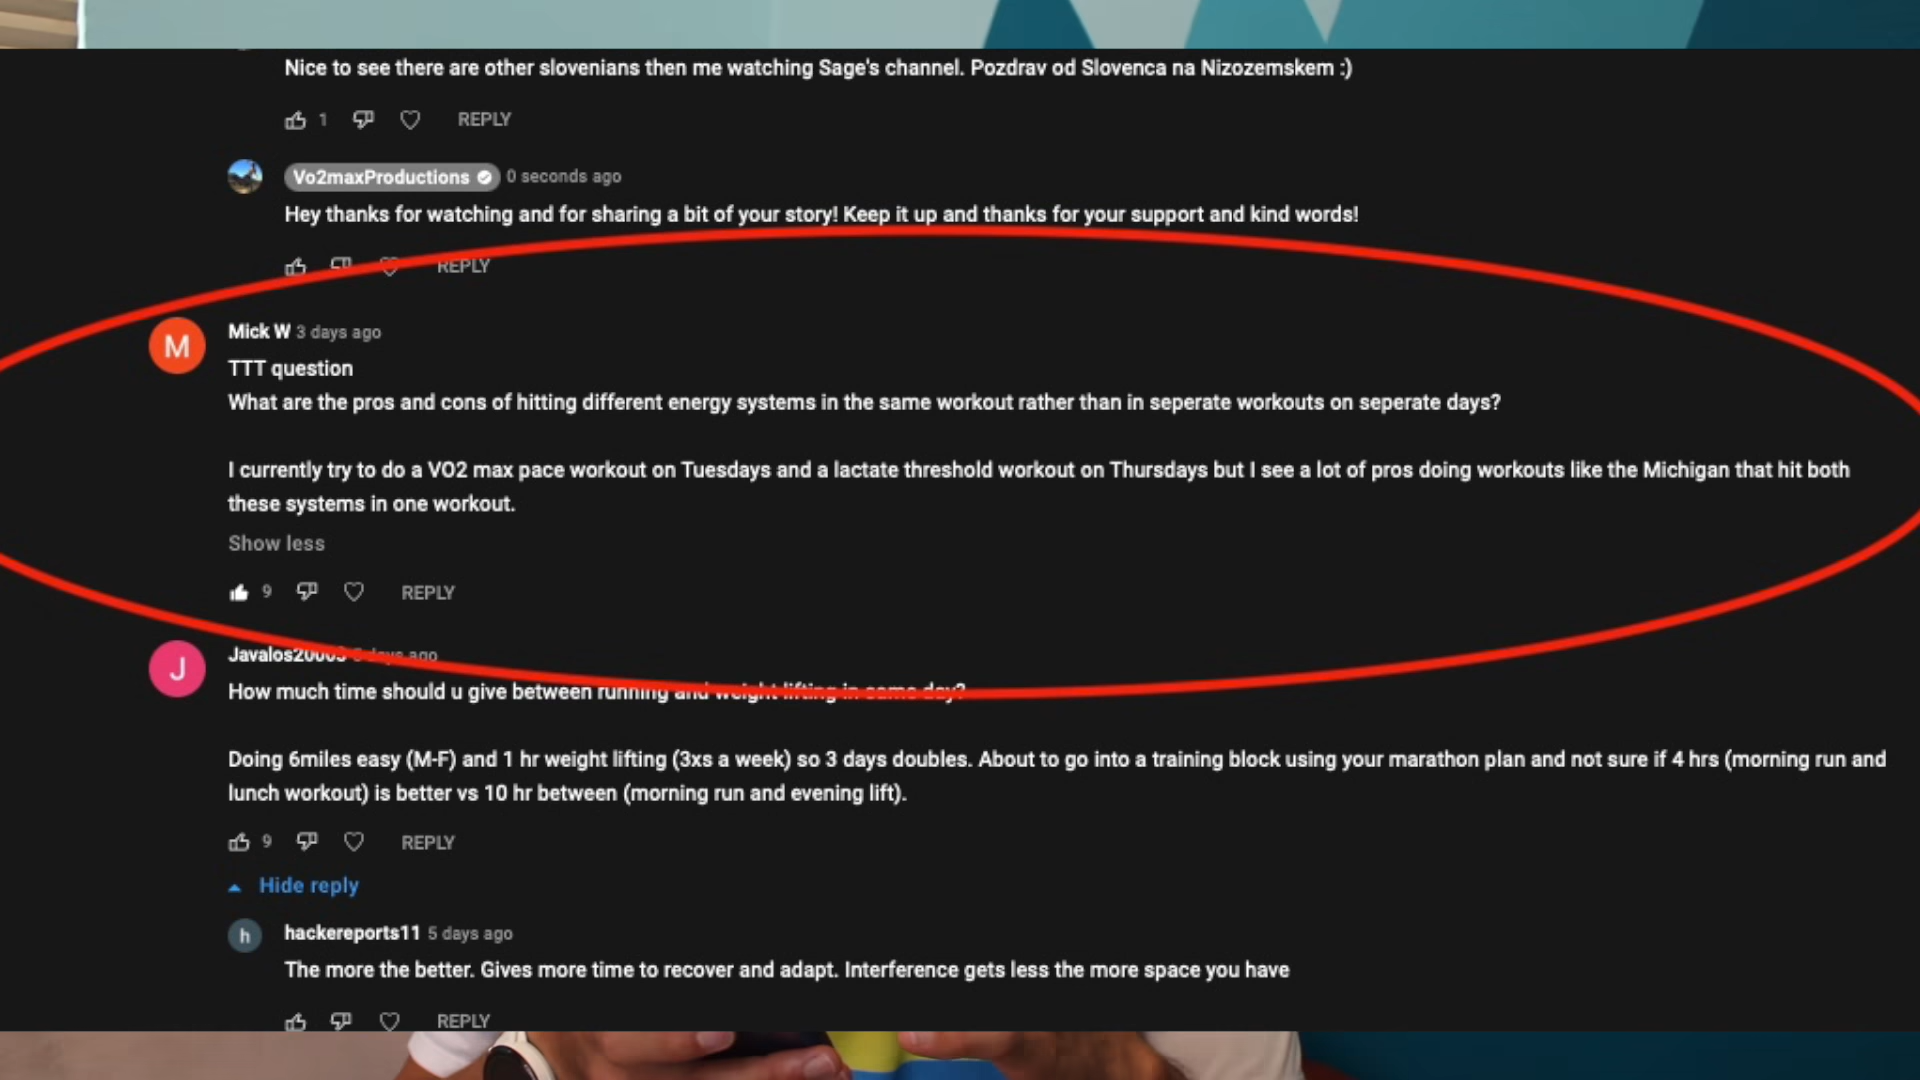 Nice to see there are other slovenians then me watching Sage's channel. Pozdrav od Slovenca na Nizozemskem :)
1 REPLY
Vo2maxProductions 0 seconds ago
Hey thanks for watching and for sharing a bit of your story! Keep it up and thanks for your support and kind words!
REPLY
M
Mick W 3 days ago
TTT question
What are the pros and cons of hitting different energy systems in the same workout rather than in seperate workouts on seperate days?
I currently try to do a VO2 max pace workout on Tuesdays and a lactate threshold workout on Thursdays but I see a lot of pros doing workouts like the Michigan that hit both
these systems in one workout.
Show less
9 REPLY
J
days ago
How much time should u give between running and weight lifting in same day?
Doing 6miles easy (M-F) and 1 hr weight lifting (3xs a week) so 3 days doubles. About to go into a training block using your marathon plan and not sure if 4 hrs (morning run and
lunch workout) is better vs 10 hr between (morning run and evening lift).
9 REPLY
Hide reply
h
hackereports11 5 days ago
The more the better. Gives more time to recover and adapt. Interference gets less the more space you have
REPLY